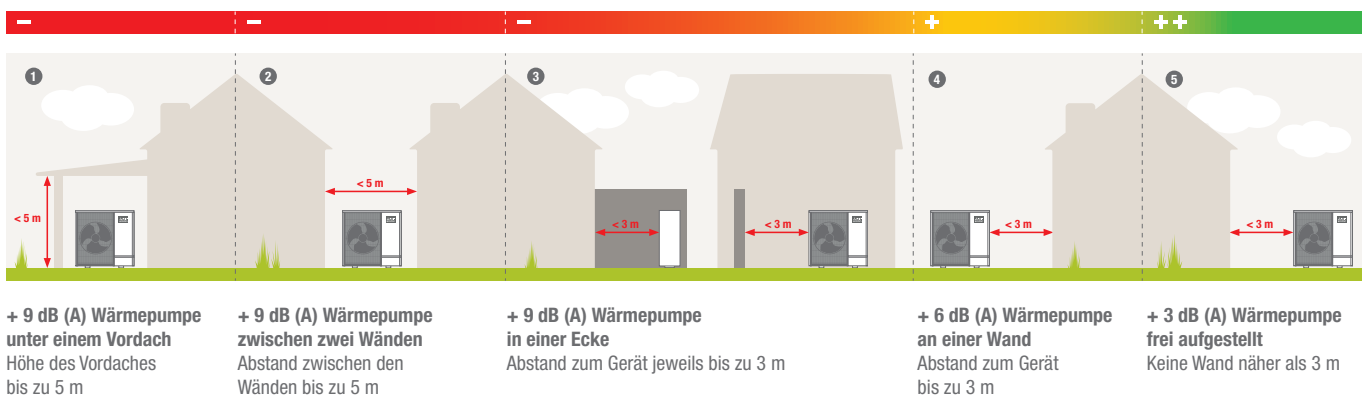 − − − + ++
1 2 3 4 5
< 5 m
< 5 m
< 3 m
< 3 m
< 3 m
< 3 m
+ 9 dB (A) Wärmepumpe
unter einem Vordach
Höhe des Vordaches
bis zu 5 m
+ 9 dB (A) Wärmepumpe
zwischen zwei Wänden
Abstand zwischen den
Wänden bis zu 5 m
+ 9 dB (A) Wärmepumpe
in einer Ecke
Abstand zum Gerät jeweils bis zu 3 m
+ 6 dB (A) Wärmepumpe
an einer Wand
Abstand zum Gerät
bis zu 3 m
+ 3 dB (A) Wärmepumpe
frei aufgestellt
Keine Wand näher als 3 m